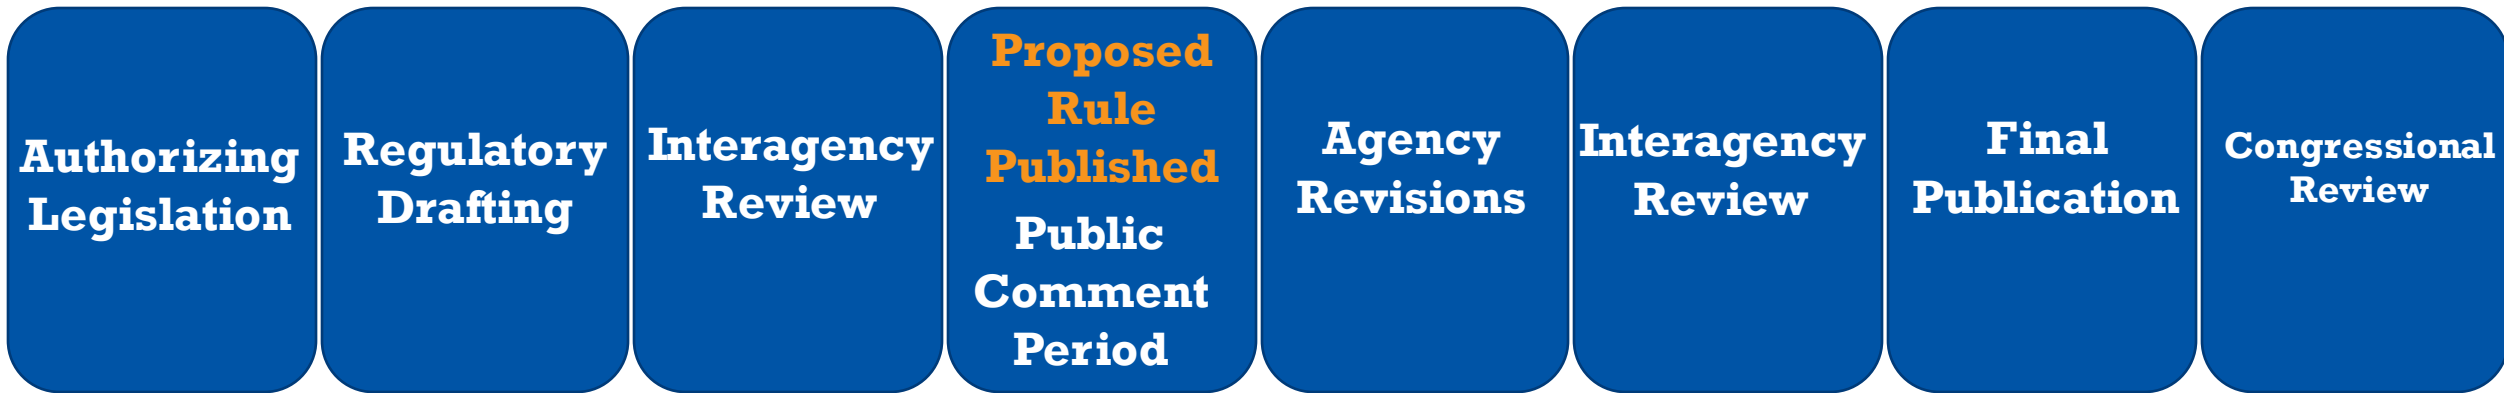 Authorizing
Legislation
Regulatory
Drafting
Interagency
Review
Proposed
Rule
Published
Public
Comment
Period
Agency
Revisions
Interagency
Review
Final
Publication
Congressional
Review